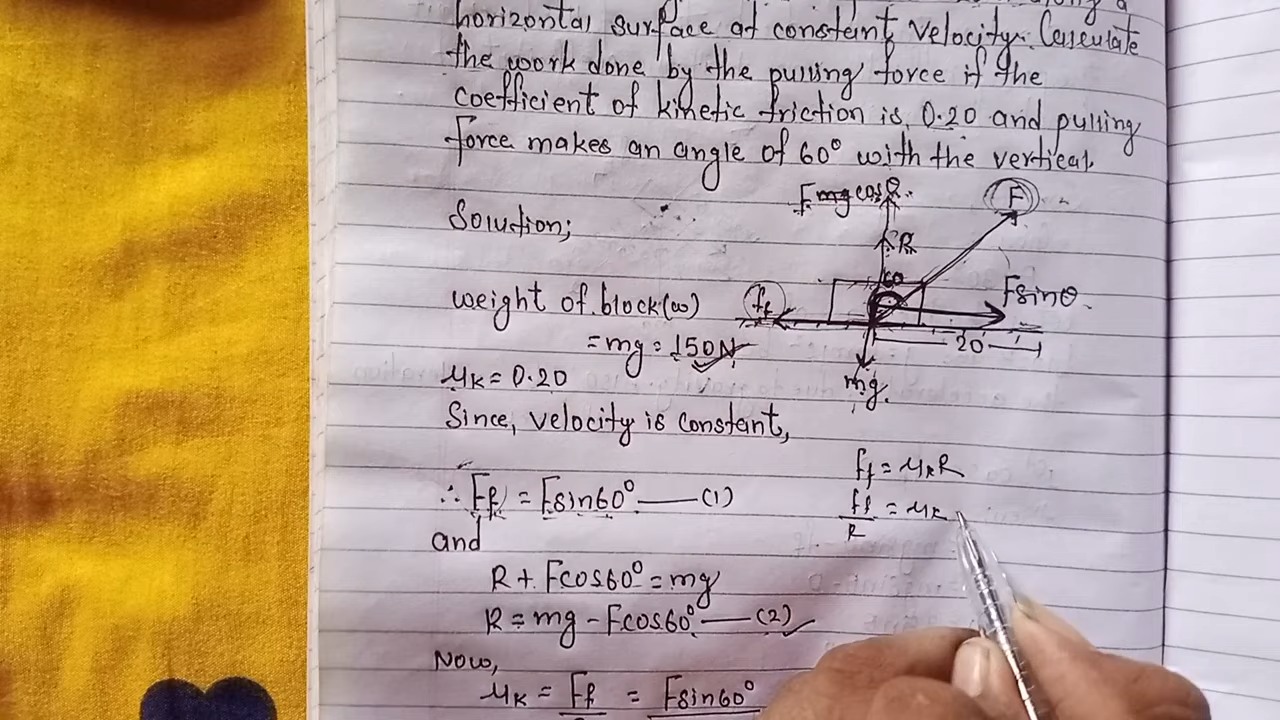 horizontal surface at constant velocity. Calculate
the work done by the pulling force if the
coefficient of kinetic friction is 0.20 and pulling
force makes an angle of 60° with the vertical.
Solution;
F mg cosθ.
F
R
60
Fsinθ.
weight of block(ω)
= mg = 150N
ff
20
mg.
μK = 0.20
Since, velocity is constant,
∴ Ff = Fsin60° —— (1)
ff = μKR
ff/R = μK
and
R + Fcos60° = mg
R = mg - Fcos60° —— (2)
Now,
μK = Ff = Fsin60°